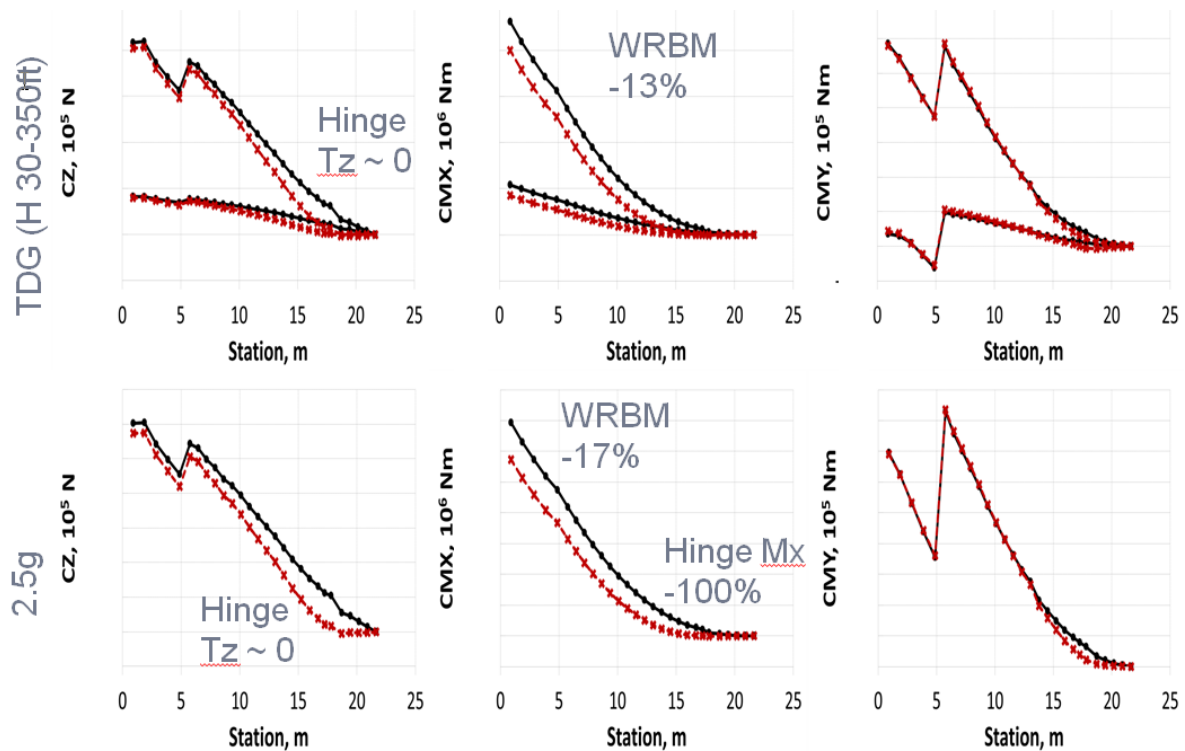 TDG (H 30-350ft)
CZ, 10⁵ N
Hinge
Tz ~ 0
0 5 10 15 20 25
Station, m
CMX, 10⁶ Nm
WRBM
-13%
0 5 10 15 20 25
Station, m
CMY, 10⁵ Nm
0 5 10 15 20 25
Station, m
2.5g
CZ, 10⁵ N
Hinge
Tz ~ 0
0 5 10 15 20 25
Station, m
CMX, 10⁶ Nm
WRBM
-17%
Hinge Mx
-100%
0 5 10 15 20 25
Station, m
CMY, 10⁵ Nm
0 5 10 15 20 25
Station, m